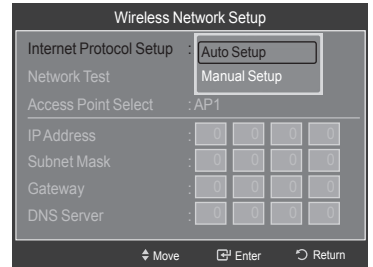 Wireless Network Setup
Internet Protocol Setup : Auto Setup
Manual Setup
Network Test
Access Point Select : AP1
IP Address : 0 0 0 0
Subnet Mask : 0 0 0 0
Gateway : 0 0 0 0
DNS Server : 0 0 0 0
Move Enter Return